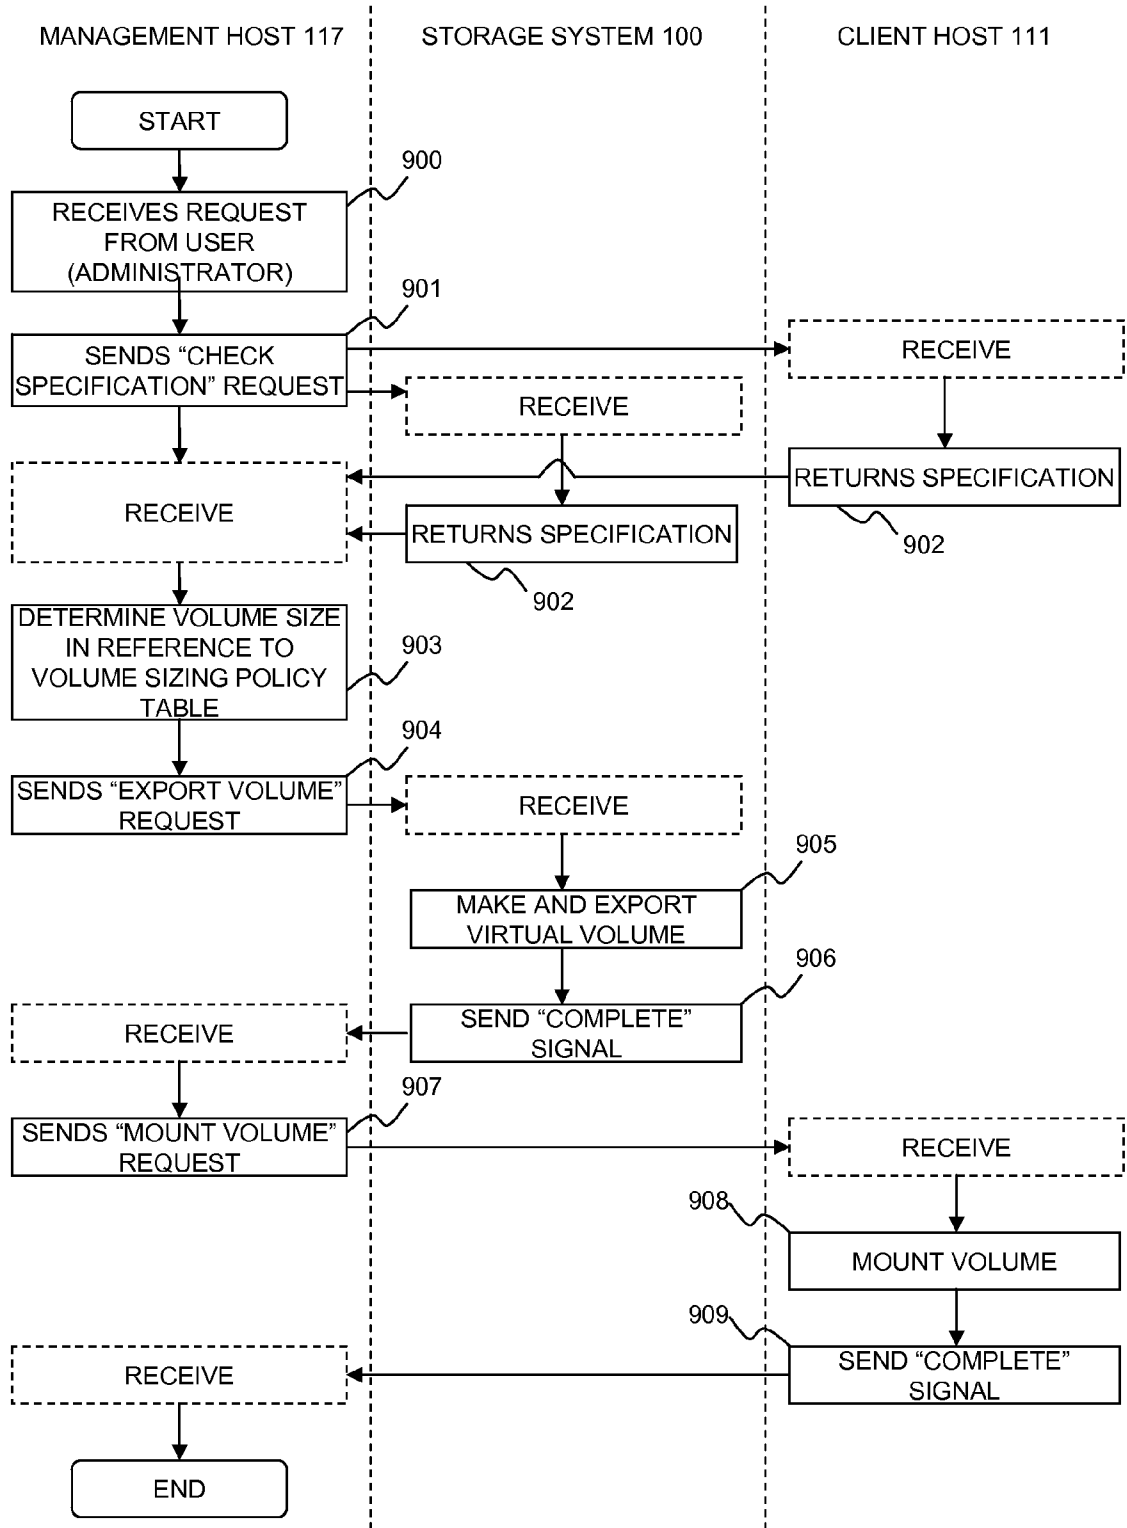 MANAGEMENT HOST 117
STORAGE SYSTEM 100
CLIENT HOST 111
START
900
RECEIVES REQUEST
FROM USER
(ADMINISTRATOR)
901
SENDS “CHECK
SPECIFICATION” REQUEST
RECEIVE
RECEIVE
RECEIVE
RETURNS SPECIFICATION
902
RETURNS SPECIFICATION
902
DETERMINE VOLUME SIZE
IN REFERENCE TO
VOLUME SIZING POLICY
TABLE
903
904
SENDS “EXPORT VOLUME”
REQUEST
RECEIVE
905
MAKE AND EXPORT
VIRTUAL VOLUME
906
SEND “COMPLETE”
SIGNAL
RECEIVE
907
SENDS “MOUNT VOLUME”
REQUEST
RECEIVE
908
MOUNT VOLUME
909
SEND “COMPLETE”
SIGNAL
RECEIVE
END